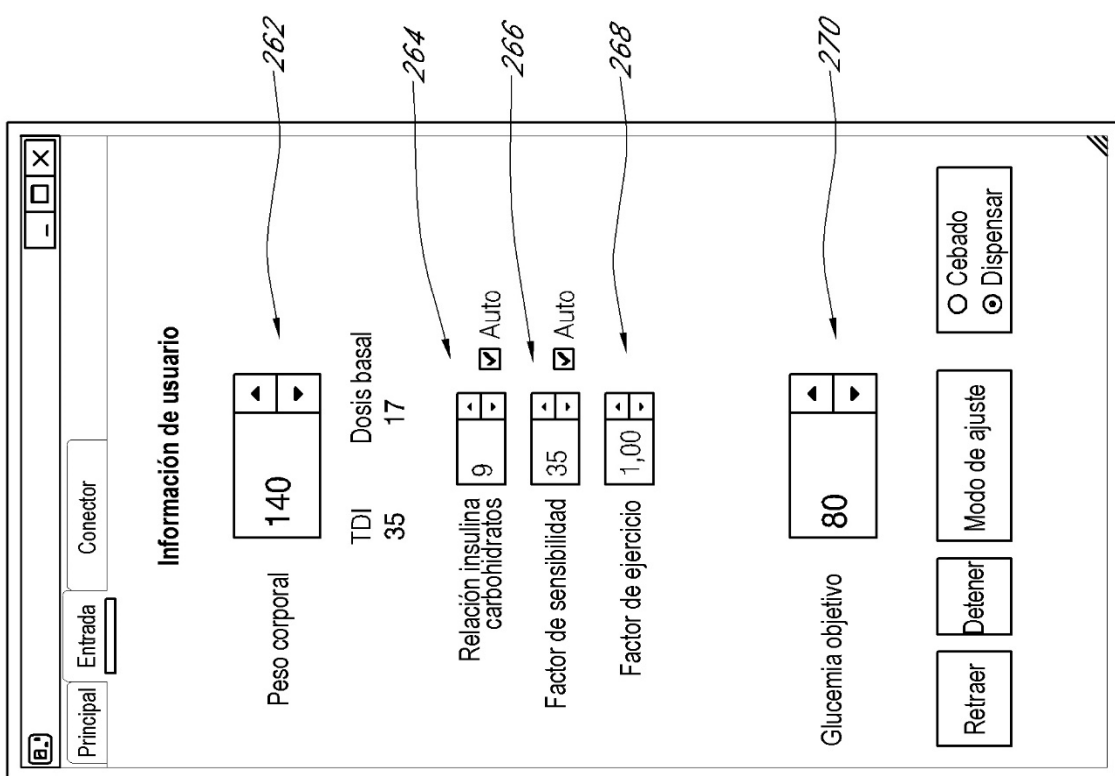 Principal
Entrada
Conector
Información de usuario
Peso corporal
140
262
TDI
35
Dosis basal
17
Relación insulina
carbohidratos
9
Auto
264
Factor de sensibilidad
35
Auto
266
Factor de ejercicio
1,00
268
Glucemia objetivo
80
270
Retraer
Detener
Modo de ajuste
Cebado
Dispensar